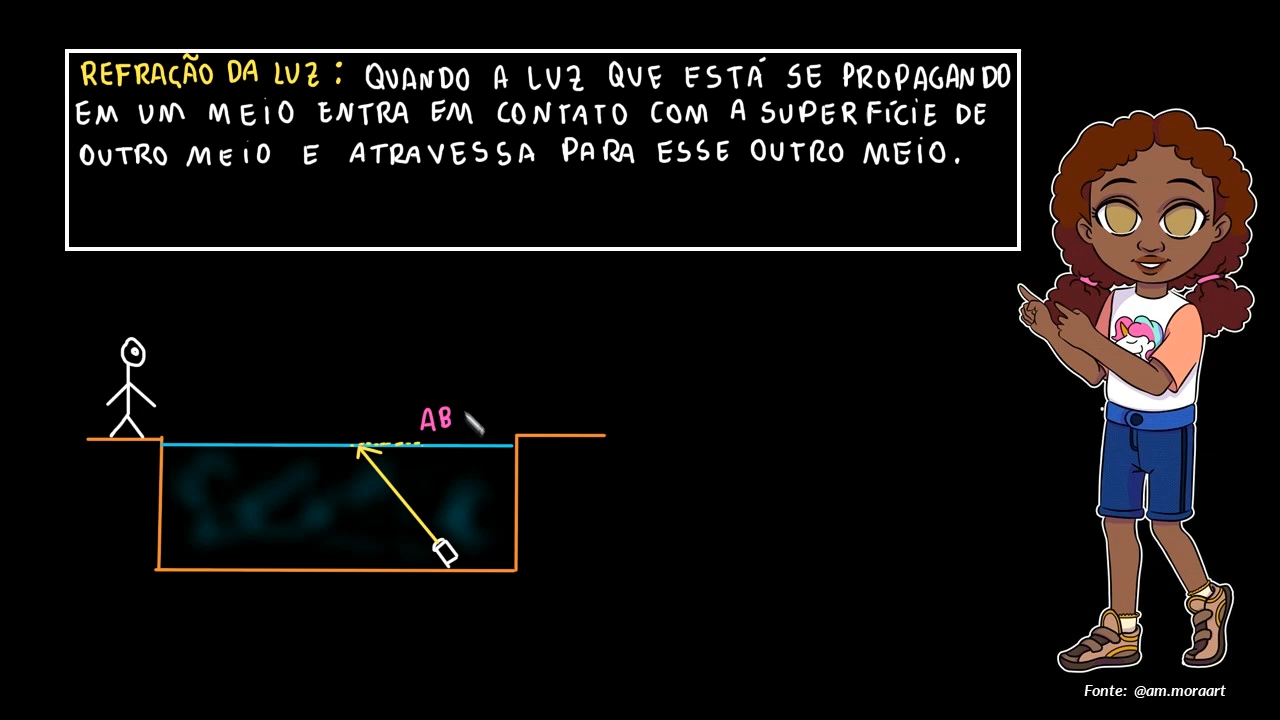 REFRAÇÃO DA LUZ: QUANDO A LUZ QUE ESTÁ SE PROPAGANDO
EM UM MEIO ENTRA EM CONTATO COM A SUPERFÍCIE DE
OUTRO MEIO E ATRAVESSA PARA ESSE OUTRO MEIO.
AB
Fonte: @am.moraart